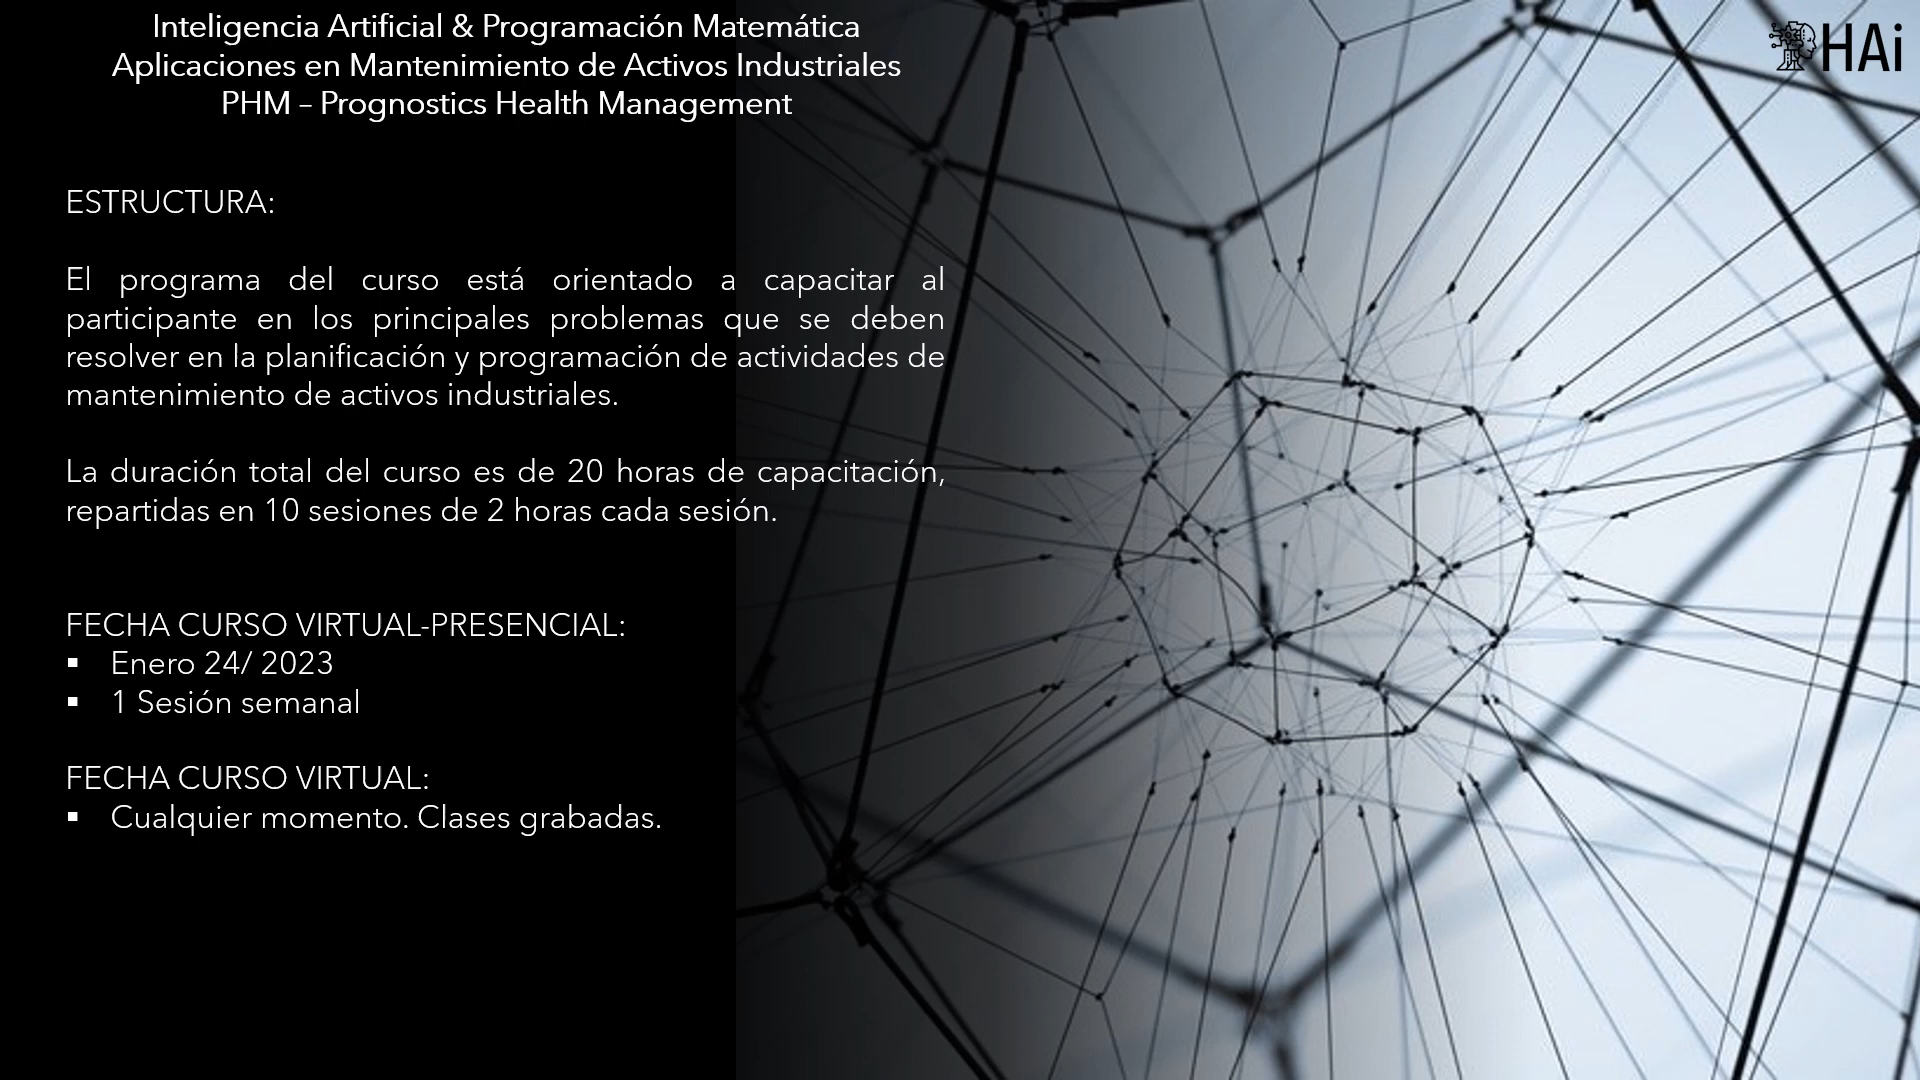 Inteligencia Artificial & Programación Matemática
Aplicaciones en Mantenimiento de Activos Industriales
PHM – Prognostics Health Management
HAi
ESTRUCTURA:
El programa del curso está orientado a capacitar al
participante en los principales problemas que se deben
resolver en la planificación y programación de actividades de
mantenimiento de activos industriales.
La duración total del curso es de 20 horas de capacitación,
repartidas en 10 sesiones de 2 horas cada sesión.
FECHA CURSO VIRTUAL-PRESENCIAL:
▪ Enero 24/ 2023
▪ 1 Sesión semanal
FECHA CURSO VIRTUAL:
▪ Cualquier momento. Clases grabadas.